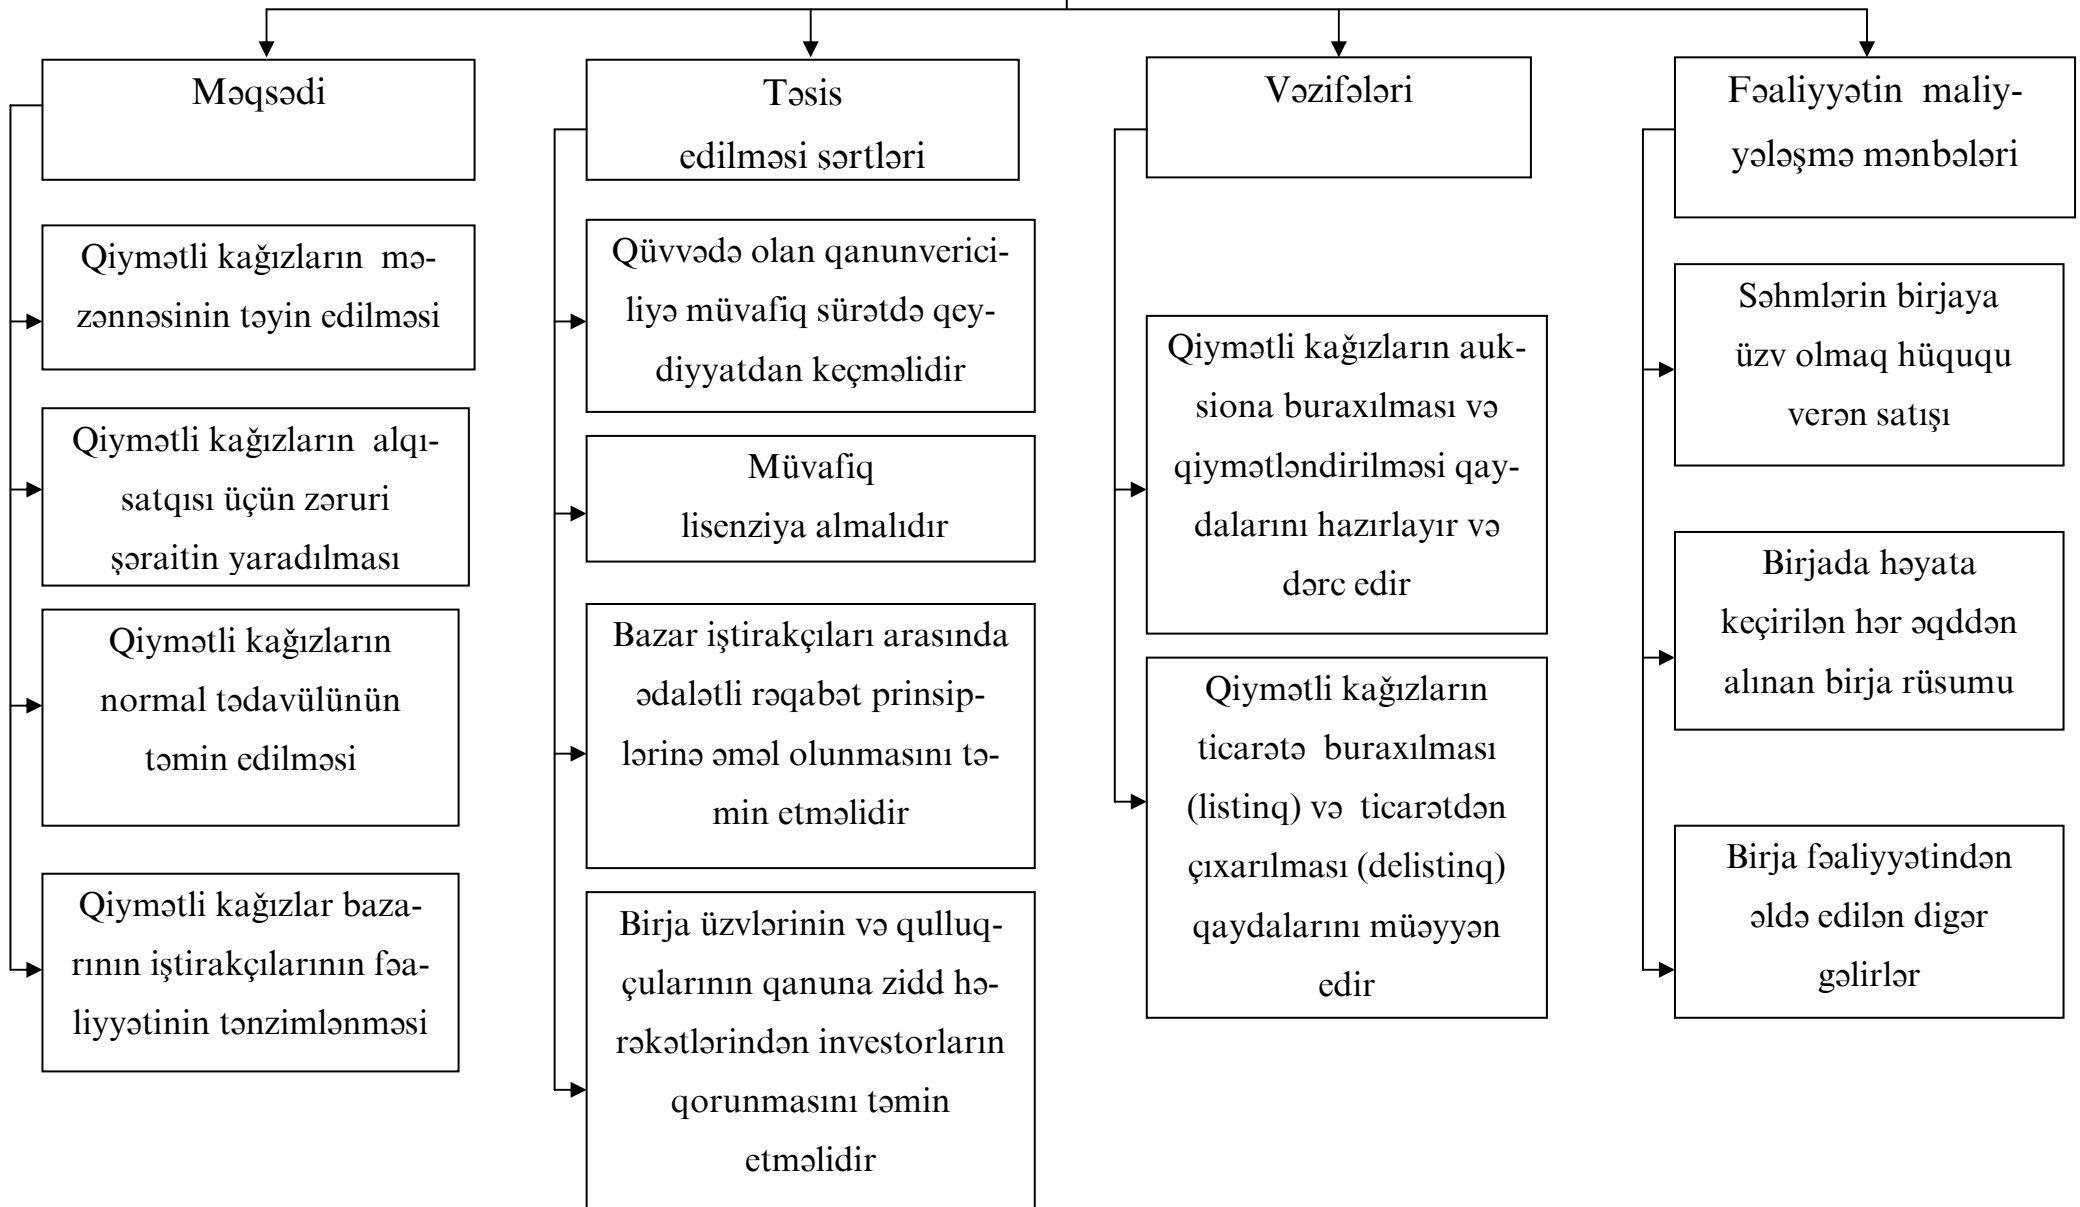 Məqsədi
Qiymətli kağızların mə-
zənnəsinin təyin edilməsi
Qiymətli kağızların alqı-
satqısı üçün zəruri
şəraitin yaradılması
Qiymətli kağızların
normal tədavülünün
təmin edilməsi
Qiymətli kağızlar baza-
rının iştirakçılarının fəa-
liyyətinin tənzimlənməsi
Təsis
edilməsi sərtləri
Qüvvədə olan qanunverici-
liyə müvafiq sürətdə qey-
diyyatdan keçməlidir
Müvafiq
lisenziya almalıdır
Bazar iştirakçıları arasında
ədalətli rəqabət prinsip-
lərinə əməl olunmasını tə-
min etməlidir
Birja üzvlərinin və qulluq-
çularının qanuna zidd hə-
rəkətlərindən investorların
qorunmasını təmin
etməlidir
Vəzifələri
Qiymətli kağızların auk-
siona buraxılması və
qiymətləndirilməsi qay-
dalarını hazırlayır və
dərc edir
Qiymətli kağızların
ticarətə buraxılması
(listinq) və ticarətdən
çıxarılması (delistinq)
qaydalarını müəyyən
edir
Fəaliyyətin maliy-
yələşmə mənbələri
Səhmlərin birjaya
üzv olmaq hüququ
verən satışı
Birjada həyata
keçirilən hər əqddən
alınan birja rüsumu
Birja fəaliyyətindən
əldə edilən digər
gəlirlər